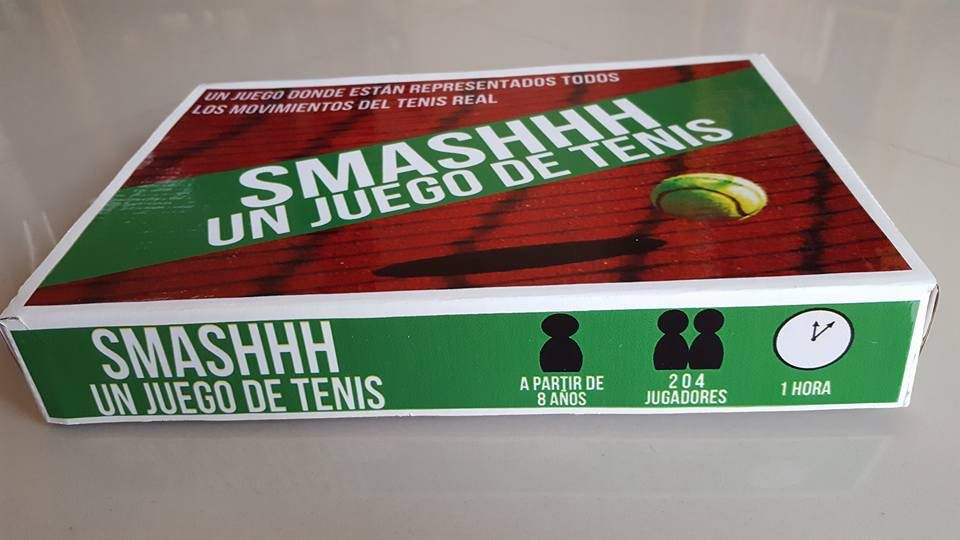 UN JUEGO DONDE ESTÁN REPRESENTADOS TODOS
LOS MOVIMIENTOS DEL TENIS REAL
SMASHHH
UN JUEGO DE TENIS
SMASHHH
UN JUEGO DE TENIS
A PARTIR DE
8 AÑOS
2 O 4
JUGADORES
1 HORA